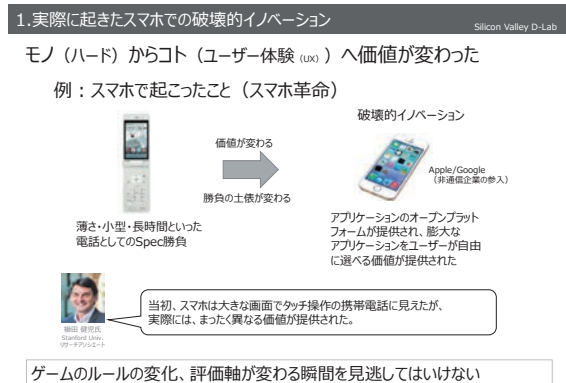 1.実際に起きたスマホでの破壊的イノベーション
Silicon Valley D-Lab
モノ（ハード）からコト（ユーザー体験（UX））へ価値が変わった
例：スマホで起こったこと（スマホ革命）
破壊的イノベーション
価値が変わる
勝負の土俵が変わる
Apple/Google
（非通信企業の参入）
薄さ・小型・長時間といった
電話としてのSpec勝負
アプリケーションのオープンプラット
フォームが提供され、膨大な
アプリケーションをユーザーが自由
に選べる価値が提供された
当初、スマホは大きな画面でタッチ操作の携帯電話に見えたが、
実際には、まったく異なる価値が提供された。
櫛田 健児氏
Stanford Univ.
リサーチアソシエート
ゲームのルールの変化、評価軸が変わる瞬間を見逃してはいけない